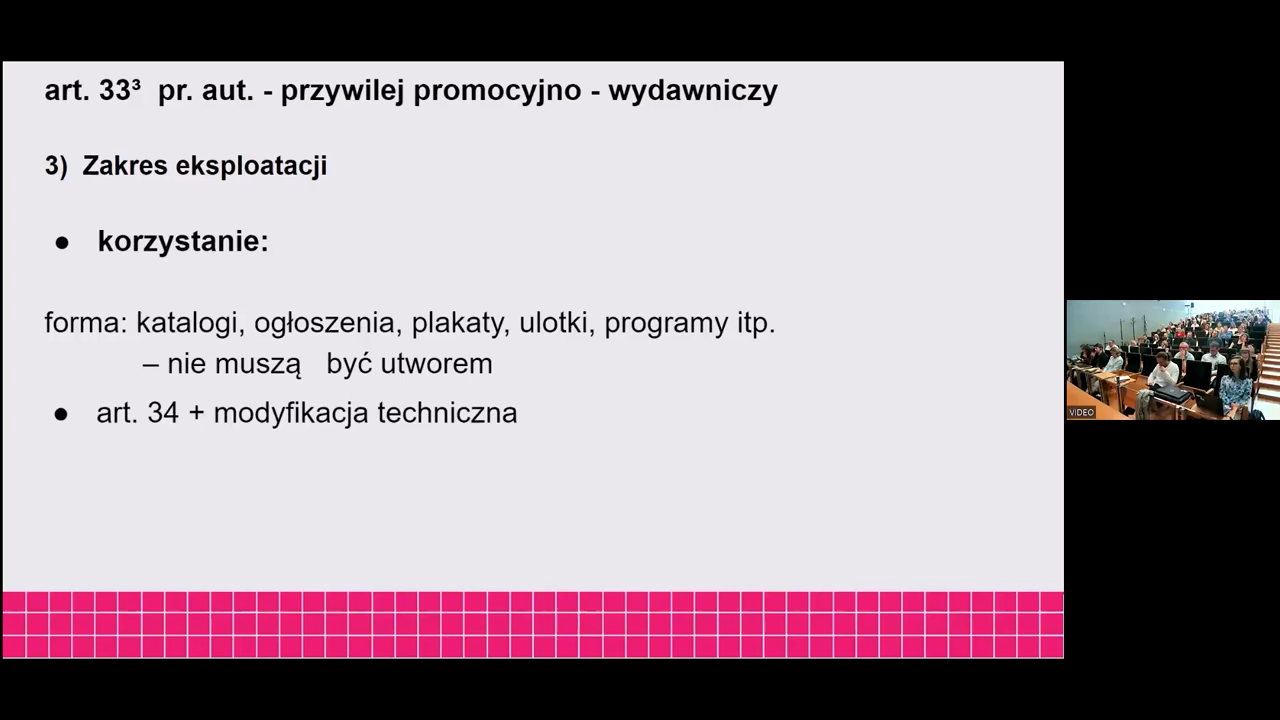 art. 33³ pr. aut. - przywilej promocyjno - wydawniczy
3) Zakres eksploatacji
● korzystanie:
forma: katalogi, ogłoszenia, plakaty, ulotki, programy itp.
– nie muszą być utworem
● art. 34 + modyfikacja techniczna
VIDEO